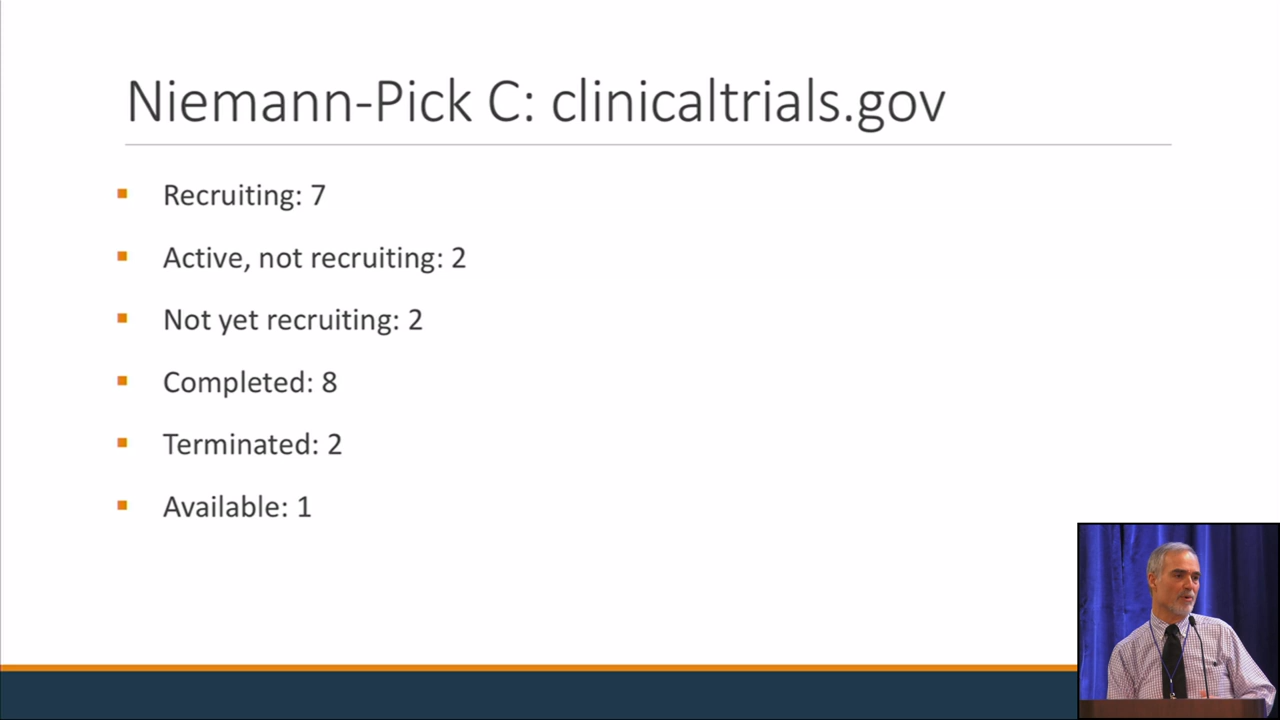 Niemann-Pick C: clinicaltrials.gov
Recruiting: 7
Active, not recruiting: 2
Not yet recruiting: 2
Completed: 8
Terminated: 2
Available: 1